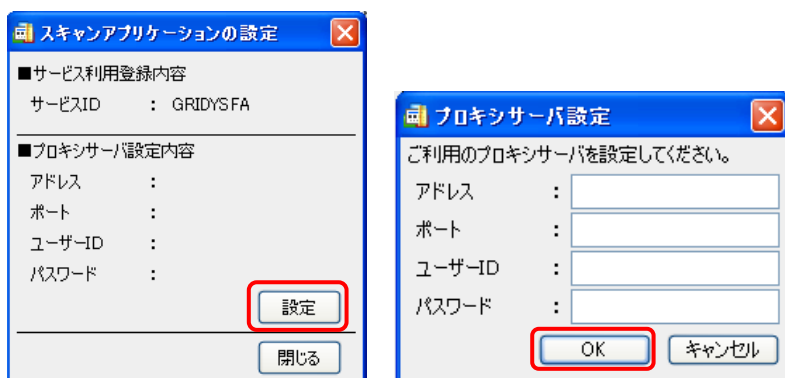 スキャンアプリケーションの設定
■サービス利用登録内容
サービスID : GRIDYSFA
■プロキシサーバ設定内容
アドレス :
ポート :
ユーザーID :
パスワード :
設定
閉じる
プロキシサーバ設定
ご利用のプロキシサーバを設定してください。
アドレス :
ポート :
ユーザーID :
パスワード :
OK
キャンセル